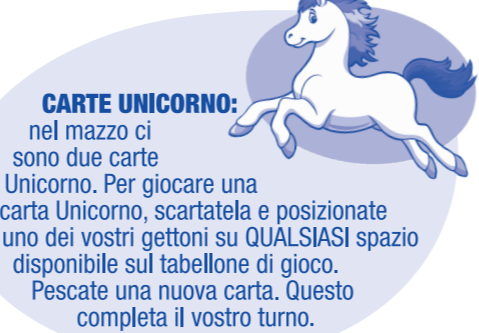 CARTE UNICORNO:
nel mazzo ci
sono due carte
Unicorno. Per giocare una
carta Unicorno, scartatela e posizionate
uno dei vostri gettoni su QUALSIASI spazio
disponibile sul tabellone di gioco.
Pescate una nuova carta. Questo
completa il vostro turno.